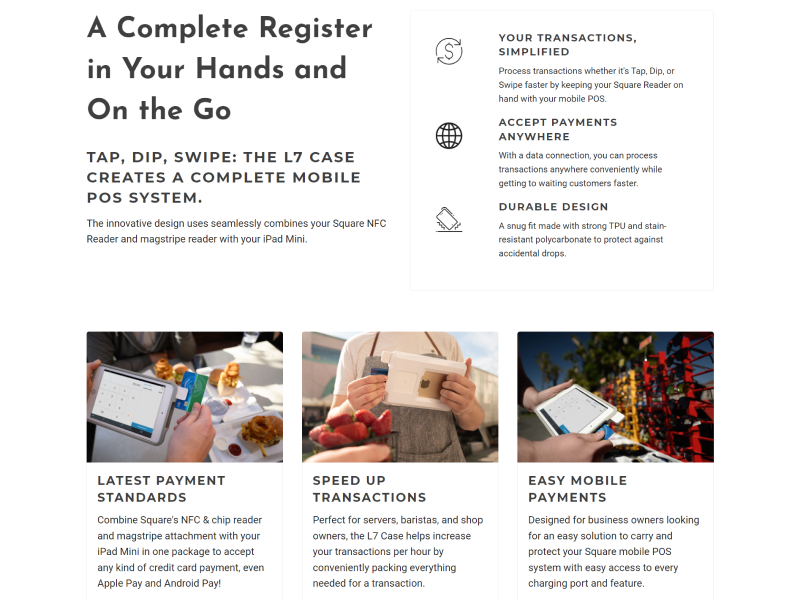 A Complete Register
in Your Hands and
On the Go
TAP, DIP, SWIPE: THE L7 CASE
CREATES A COMPLETE MOBILE
POS SYSTEM.
The innovative design uses seamlessly combines your Square NFC
Reader and magstripe reader with your iPad Mini.
YOUR TRANSACTIONS,
SIMPLIFIED
Process transactions whether it's Tap, Dip, or
Swipe faster by keeping your Square Reader on
hand with your mobile POS.
ACCEPT PAYMENTS
ANYWHERE
With a data connection, you can process
transactions anywhere conveniently while
getting to waiting customers faster.
DURABLE DESIGN
A snug fit made with strong TPU and stain-
resistant polycarbonate to protect against
accidental drops.
LATEST PAYMENT
STANDARDS
Combine Square's NFC & chip reader
and magstripe attachment with your
iPad Mini in one package to accept
any kind of credit card payment, even
Apple Pay and Android Pay!
SPEED UP
TRANSACTIONS
Perfect for servers, baristas, and shop
owners, the L7 Case helps increase
your transactions per hour by
conveniently packing everything
needed for a transaction.
EASY MOBILE
PAYMENTS
Designed for business owners looking
for an easy solution to carry and
protect your Square mobile POS
system with easy access to every
charging port and feature.